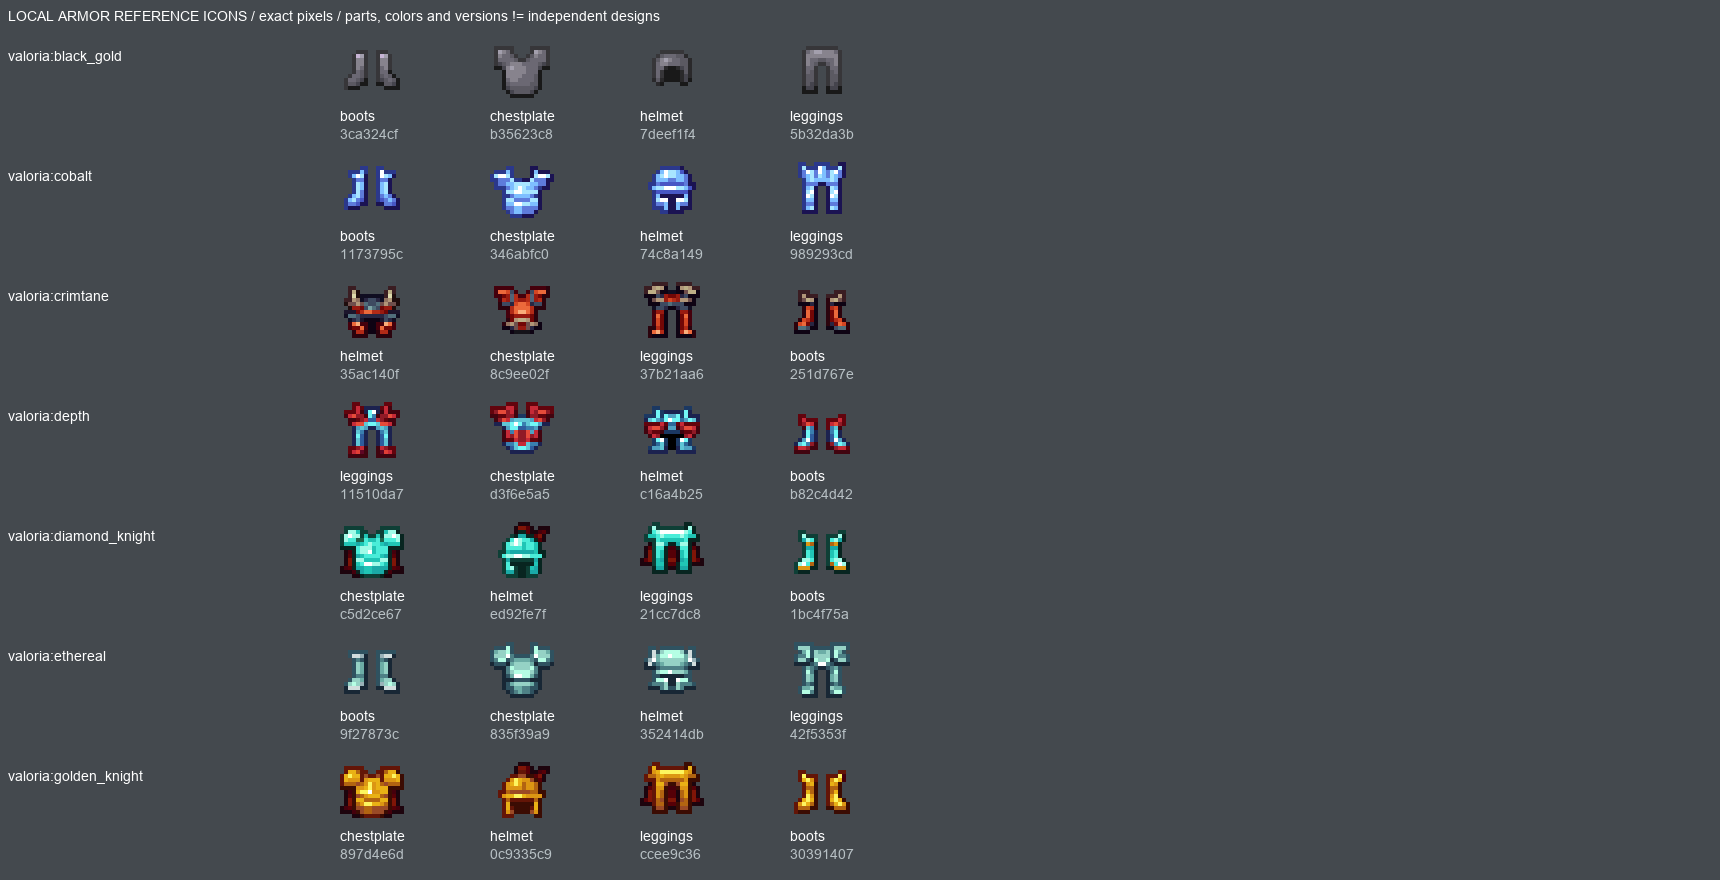 LOCAL ARMOR REFERENCE ICONS / exact pixels / parts, colors and versions != independent designs
valoria:black_gold
boots chestplate helmet leggings
3ca324cf b35623c8 7deef1f4 5b32da3b
valoria:cobalt
boots chestplate helmet leggings
1173795c 346abfc0 74c8a149 989293cd
valoria:crimtane
helmet chestplate leggings boots
35ac140f 8c9ee02f 37b21aa6 251d767e
valoria:depth
leggings chestplate helmet boots
11510da7 d3f6e5a5 c16a4b25 b82c4d42
valoria:diamond_knight
chestplate helmet leggings boots
c5d2ce67 ed92fe7f 21cc7dc8 1bc4f75a
valoria:ethereal
boots chestplate helmet leggings
9f27873c 835f39a9 352414db 42f5353f
valoria:golden_knight
chestplate helmet leggings boots
897d4e6d 0c9335c9 ccee9c36 30391407